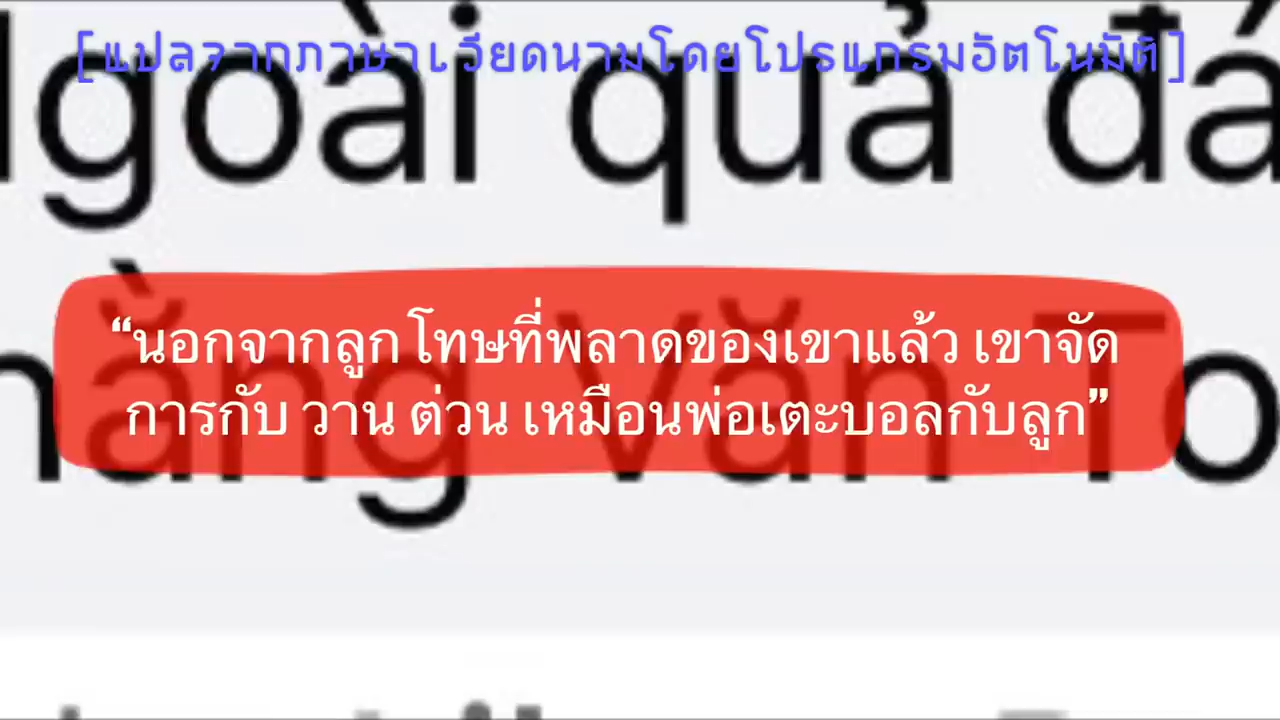 [แปลจากภาษาเวียดนามโดยโปรแกรมอัตโนมัติ]
Ngoài quả đá
“นอกจากลูกโทษที่พลาดของเขาแล้ว เขาจัด
การกับ วาน ต่วน เหมือนพ่อเตะบอลกับลูก”
hằng Văn To